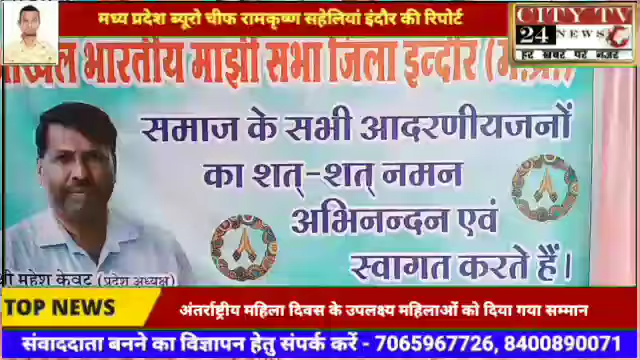 मध्य प्रदेश ब्यूरो चीफ रामकृष्ण सहेलियां इंदौर की रिपोर्ट
CITY TV
24 NEWS
हर खबर पर नजर
भारतीय माझी सभा जिला इन्दौर
समाज के सभी आदरणीयजनों
का शत्-शत् नमन
अभिनन्दन एवं
स्वागत करते हैं।
श्री महेश केवट (प्रदेश अध्यक्ष)
TOP NEWS
अंतर्राष्ट्रीय महिला दिवस के उपलक्ष्य महिलाओं को दिया गया सम्मान
संवाददाता बनने का विज्ञापन हेतु संपर्क करें - 7065967726, 8400890071